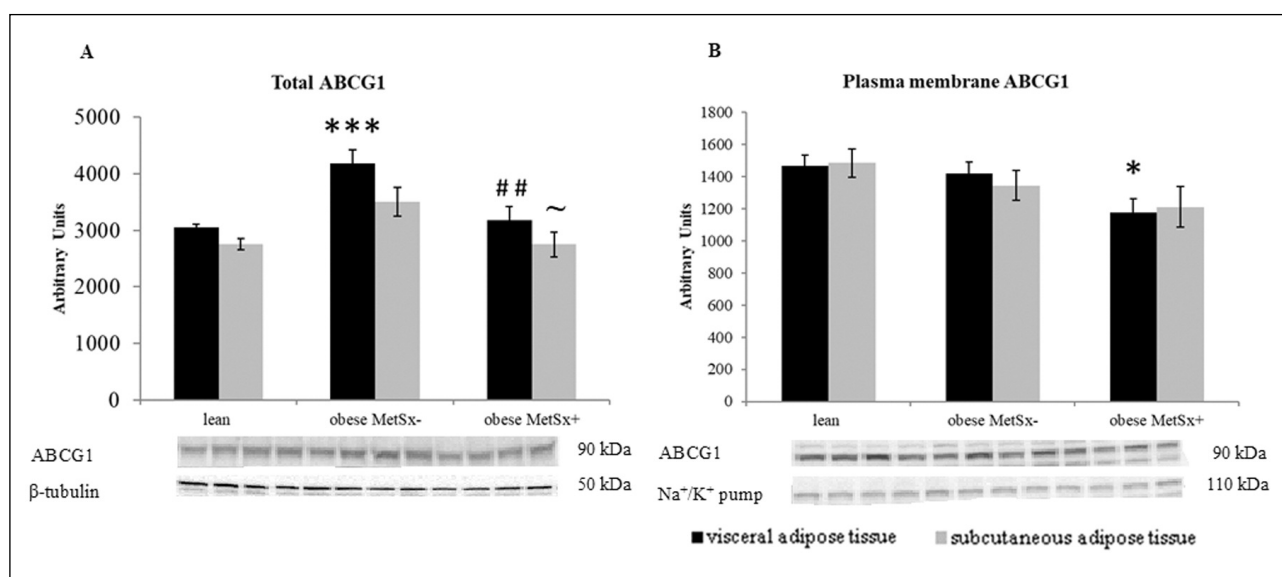 A
Total ABCG1
Arbitrary Units
5000
4000
3000
2000
1000
0
***
##
~
lean
obese MetSx-
obese MetSx+
ABCG1
90 kDa
β-tubulin
50 kDa
B
Plasma membrane ABCG1
Arbitrary Units
1800
1600
1400
1200
1000
800
600
400
200
0
*
lean
obese MetSx-
obese MetSx+
ABCG1
90 kDa
Na⁺/K⁺ pump
110 kDa
visceral adipose tissue
subcutaneous adipose tissue